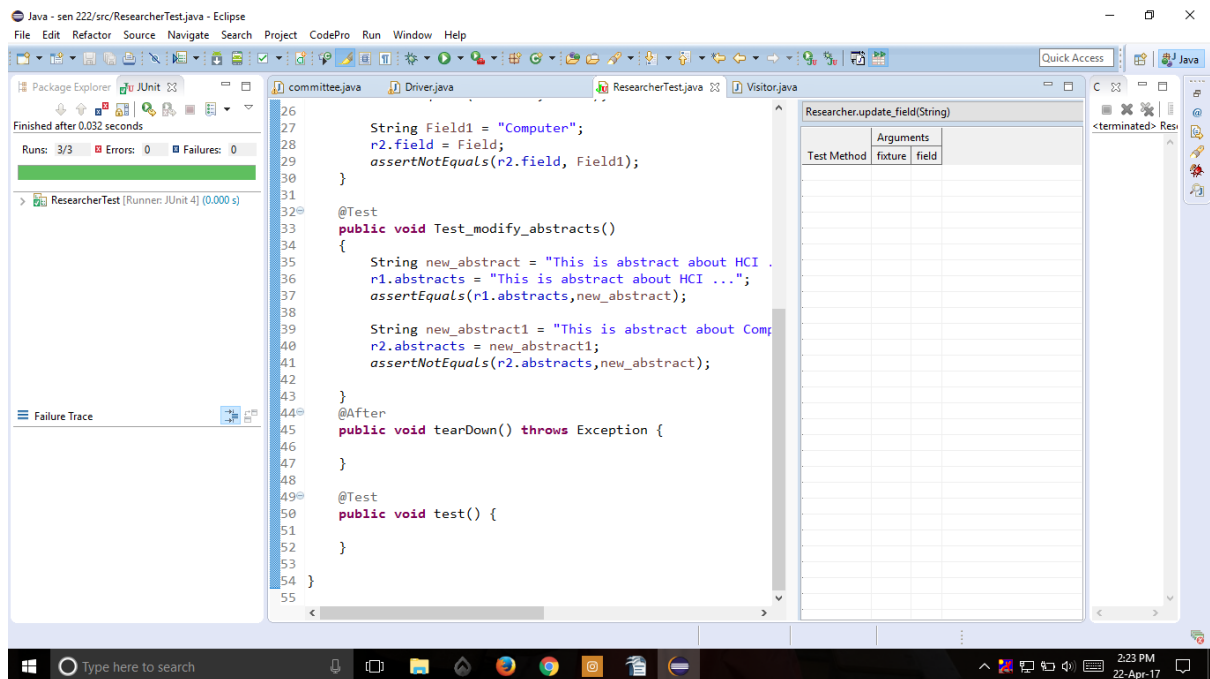 Java - sen 222/src/ResearcherTest.java - Eclipse
File Edit Refactor Source Navigate Search Project CodePro Run Window Help
Quick Access
Java
Package Explorer JUnit
committee.java Driver.java ResearcherTest.java Visitor.java
C
Finished after 0.032 seconds
Runs: 3/3 Errors: 0 Failures: 0
ResearcherTest [Runner: JUnit 4] (0.000 s)
Failure Trace
26
27 String Field1 = "Computer";
28 r2.field = Field;
29 assertNotEquals(r2.field, Field1);
30 }
31
32 @Test
33 public void Test_modify_abstracts()
34 {
35 String new_abstract = "This is abstract about HCI .
36 r1.abstracts = "This is abstract about HCI ...";
37 assertEquals(r1.abstracts,new_abstract);
38
39 String new_abstract1 = "This is abstract about Comp
40 r2.abstracts = new_abstract1;
41 assertNotEquals(r2.abstracts,new_abstract);
42
43 }
44 @After
45 public void tearDown() throws Exception {
46
47 }
48
49 @Test
50 public void test() {
51
52 }
53
54 }
55
Researcher.update_field(String)
Arguments
Test Method fixture field
<terminated> Rese
Type here to search
2:23 PM
22-Apr-17